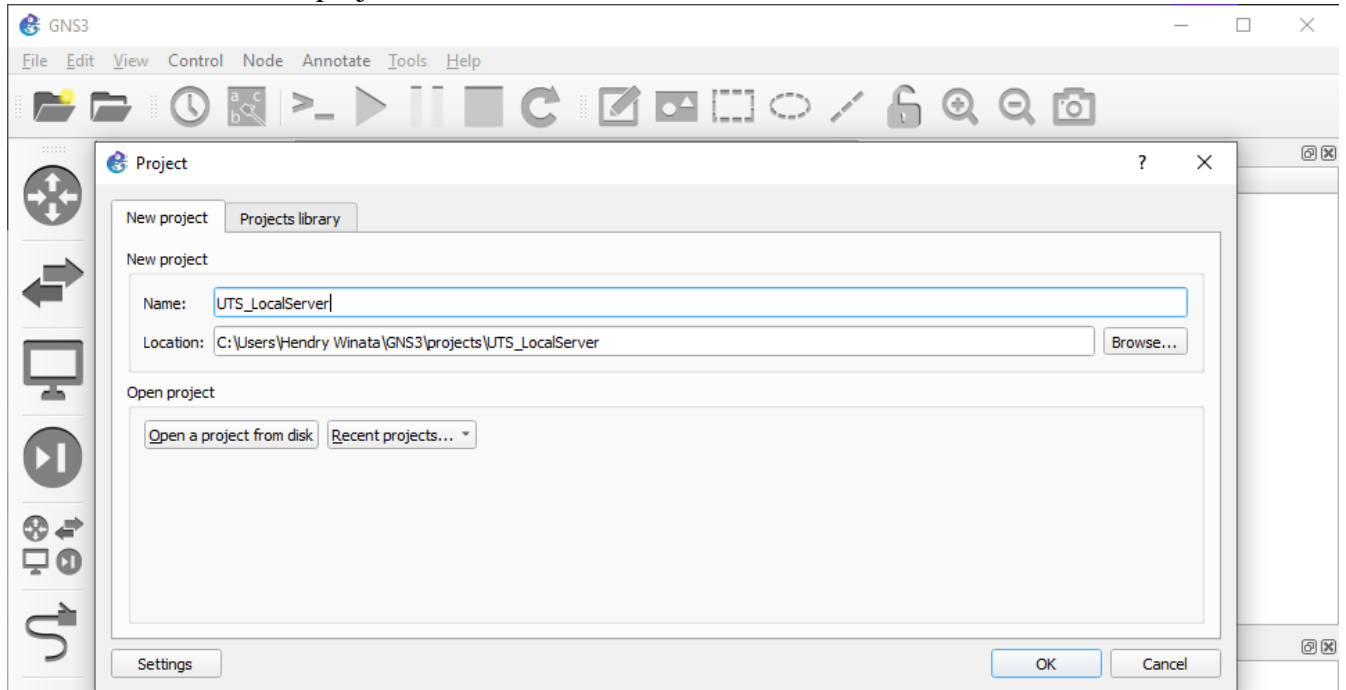 GNS3
File Edit View Control Node Annotate Tools Help
a c
b
Project
New project Projects library
New project
Name: UTS_LocalServer
Location: C:\Users\Hendry Winata\GNS3\projects\UTS_LocalServer Browse...
Open project
Open a project from disk Recent projects...
Settings OK Cancel